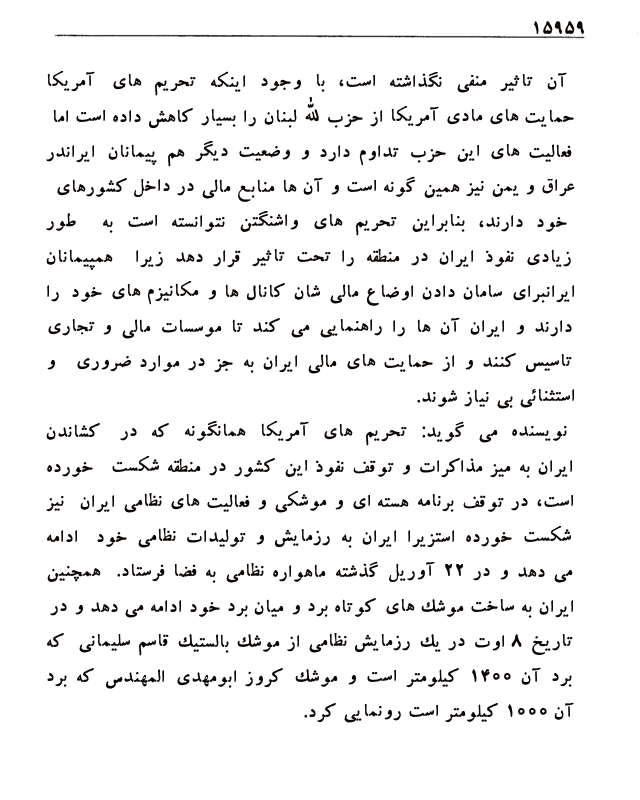 ۱۵۹۵۹
آن تاثیر منفی نگذاشته است، با وجود اینکه تحریم های آمریکا
حمایت های مادی آمریکا از حزب الله لبنان را بسیار کاهش داده است اما
فعالیت های این حزب تداوم دارد و وضعیت دیگر هم پیمانان ایراندر
عراق و یمن نیز همین گونه است و آن ها منابع مالی در داخل کشورهای
خود دارند، بنابراین تحریم های واشنگتن نتوانسته است به طور
زیادی نفوذ ایران در منطقه را تحت تاثیر قرار دهد زیرا همپیمانان
ایرانبرای سامان دادن اوضاع مالی شان کانال ها و مکانیزم های خود را
دارند و ایران آن ها را راهنمایی می کند تا موسسات مالی و تجاری
تاسیس کنند و از حمایت های مالی ایران به جز در موارد ضروری و
استثنائی بی نیاز شوند.
نویسنده می گوید: تحریم های آمریکا همانگونه که در کشاندن
ایران به میز مذاکرات و توقف نفوذ این کشور در منطقه شکست خورده
است، در توقف برنامه هسته ای و موشکی و فعالیت های نظامی ایران نیز
شکست خورده استزیرا ایران به رزمایش و تولیدات نظامی خود ادامه
می دهد و در ۲۲ آوریل گذشته ماهواره نظامی به فضا فرستاد. همچنین
ایران به ساخت موشک های کوتاه برد و میان برد خود ادامه می دهد و در
تاریخ ۸ اوت در یک رزمایش نظامی از موشک بالستیک قاسم سلیمانی که
برد آن ۱۴۰۰ کیلومتر است و موشک کروز ابومهدی المهندس که برد
آن ۱۰۰۰ کیلومتر است رونمایی کرد.